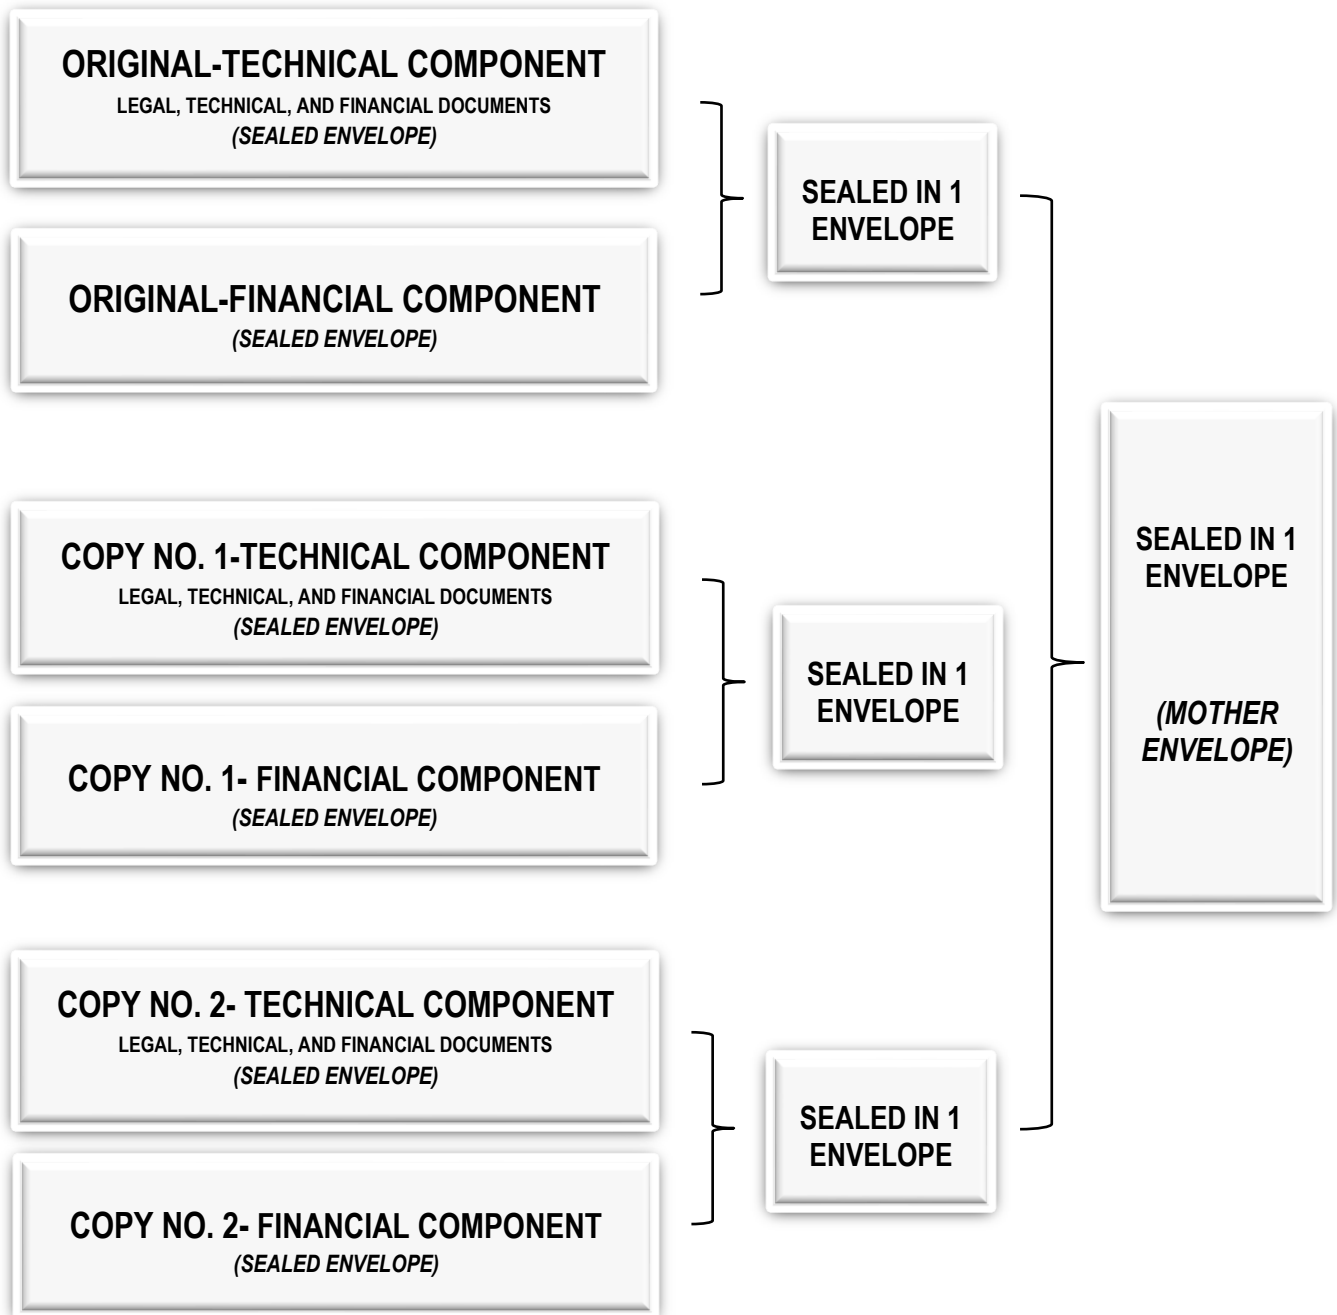 ORIGINAL-TECHNICAL COMPONENT
LEGAL, TECHNICAL, AND FINANCIAL DOCUMENTS
(SEALED ENVELOPE)
ORIGINAL-FINANCIAL COMPONENT
(SEALED ENVELOPE)
SEALED IN 1
ENVELOPE
COPY NO. 1-TECHNICAL COMPONENT
LEGAL, TECHNICAL, AND FINANCIAL DOCUMENTS
(SEALED ENVELOPE)
COPY NO. 1- FINANCIAL COMPONENT
(SEALED ENVELOPE)
SEALED IN 1
ENVELOPE
COPY NO. 2- TECHNICAL COMPONENT
LEGAL, TECHNICAL, AND FINANCIAL DOCUMENTS
(SEALED ENVELOPE)
COPY NO. 2- FINANCIAL COMPONENT
(SEALED ENVELOPE)
SEALED IN 1
ENVELOPE
SEALED IN 1
ENVELOPE
(MOTHER
ENVELOPE)